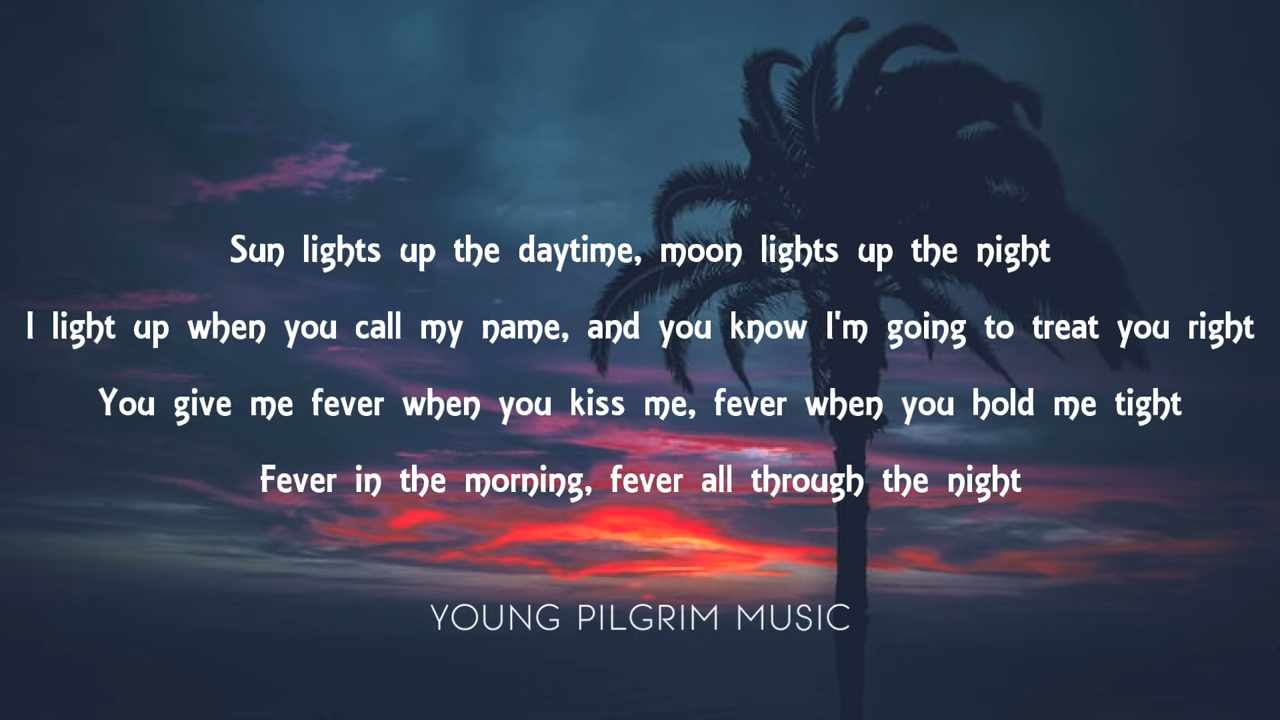 Sun lights up the daytime, moon lights up the night
I light up when you call my name, and you know I'm going to treat you right
You give me fever when you kiss me, fever when you hold me tight
Fever in the morning, fever all through the night
YOUNG PILGRIM MUSIC